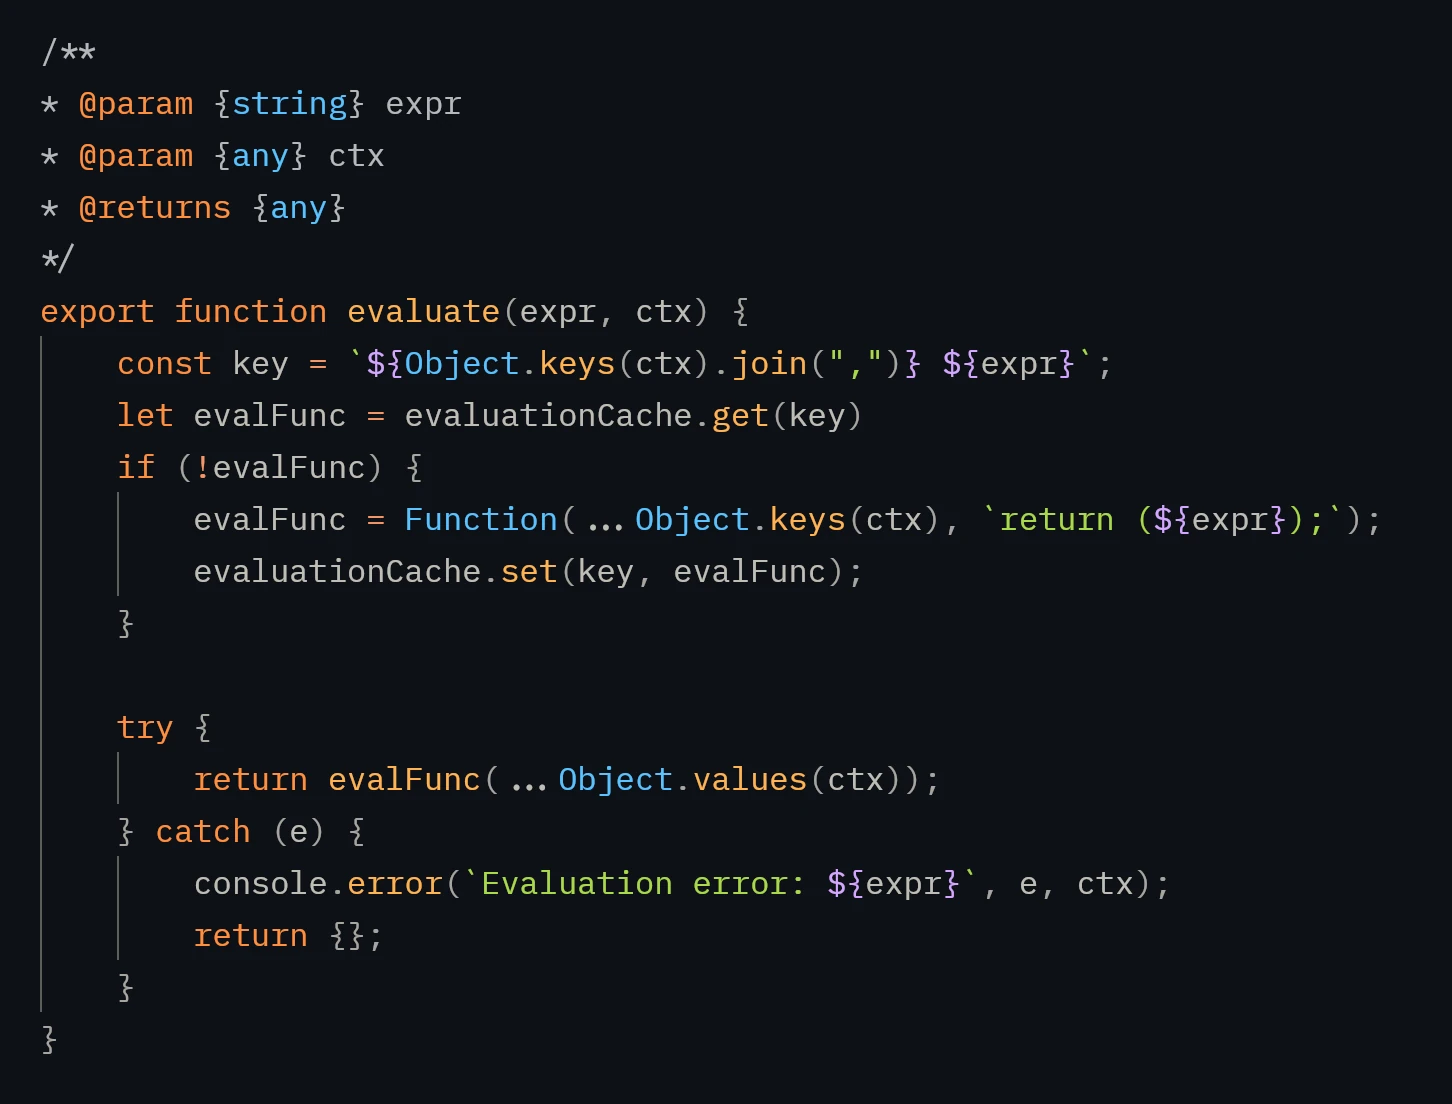 /**
* @param {string} expr
* @param {any} ctx
* @returns {any}
*/
export function evaluate(expr, ctx) {
    const key = `${Object.keys(ctx).join(",")} ${expr}`;
    let evalFunc = evaluationCache.get(key)
    if (!evalFunc) {
        evalFunc = Function(...Object.keys(ctx), `return (${expr});`);
        evaluationCache.set(key, evalFunc);
    }

    try {
        return evalFunc(...Object.values(ctx));
    } catch (e) {
        console.error(`Evaluation error: ${expr}`, e, ctx);
        return {};
    }
}